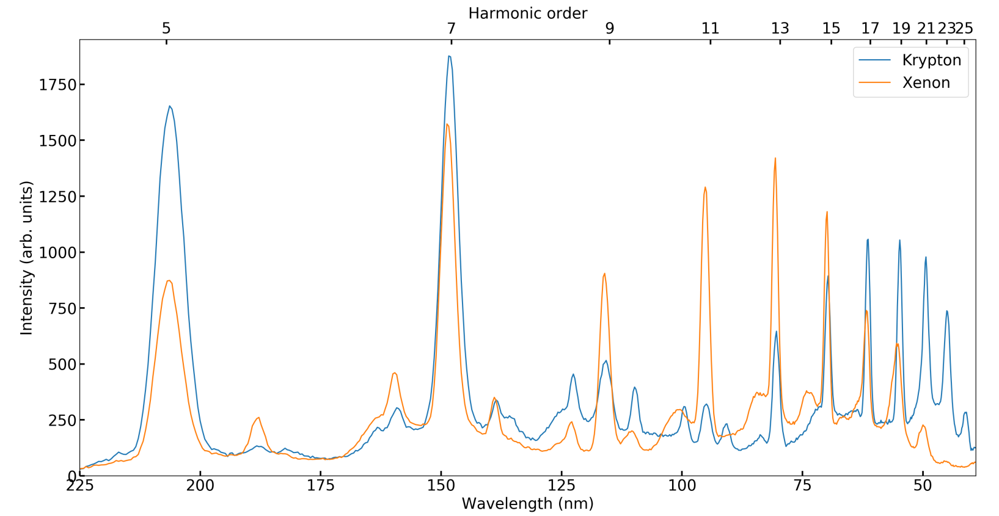 Harmonic order
5 7 9 11 13 15 17 19 21 23 25
Krypton
Xenon
Intensity (arb. units)
1750
1500
1250
1000
750
500
250
0
225 200 175 150 125 100 75 50
Wavelength (nm)